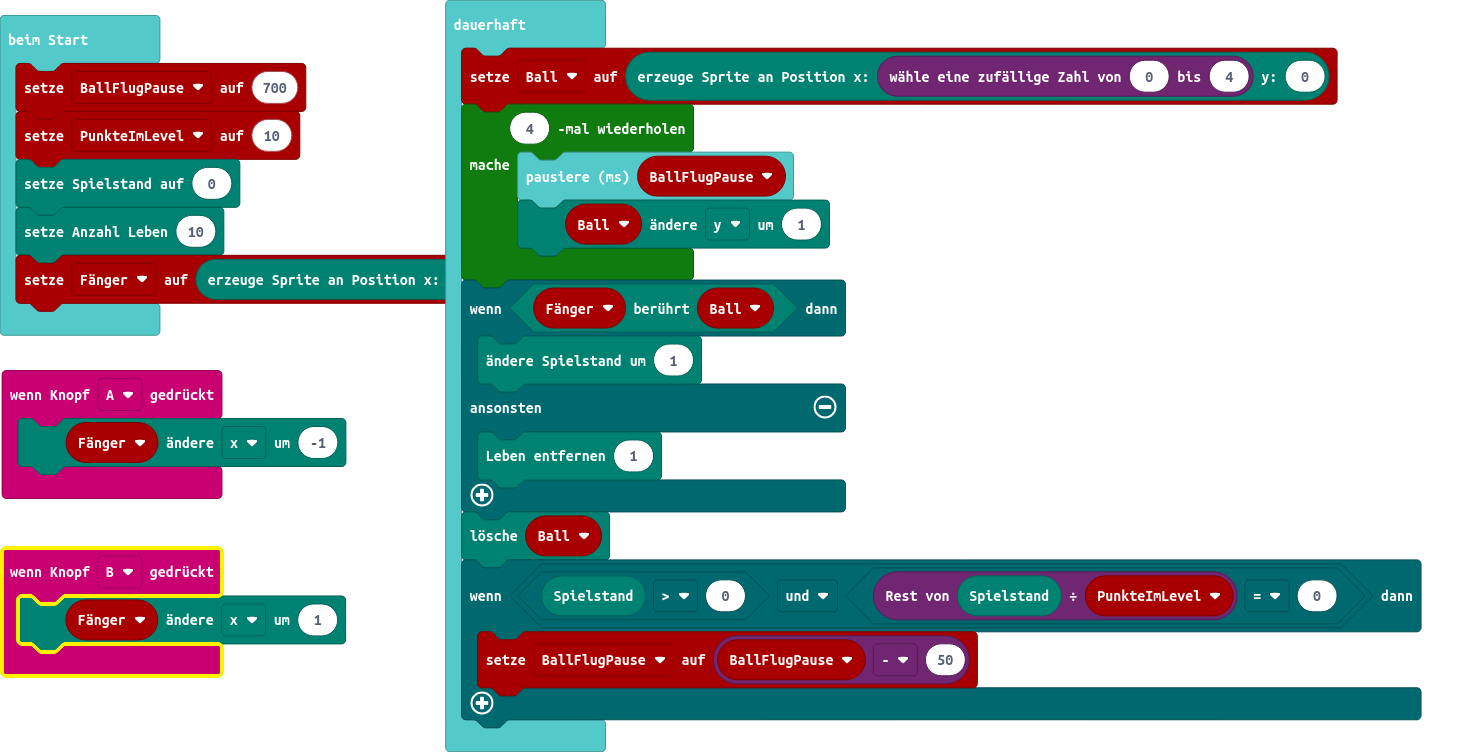 beim Start
setze BallFlugPause auf 700
setze PunkteImLevel auf 10
setze Spielstand auf 0
setze Anzahl Leben 10
setze Fänger auf erzeuge Sprite an Position x:
wenn Knopf A gedrückt
Fänger ändere x um -1
wenn Knopf B gedrückt
Fänger ändere x um 1
dauerhaft
setze Ball auf erzeuge Sprite an Position x: wähle eine zufällige Zahl von 0 bis 4 y: 0
4 -mal wiederholen
mache
pausiere (ms) BallFlugPause
Ball ändere y um 1
wenn Fänger berührt Ball dann
ändere Spielstand um 1
ansonsten
Leben entfernen 1
lösche Ball
wenn Spielstand > 0 und Rest von Spielstand ÷ PunkteImLevel = 0 dann
setze BallFlugPause auf BallFlugPause - 50